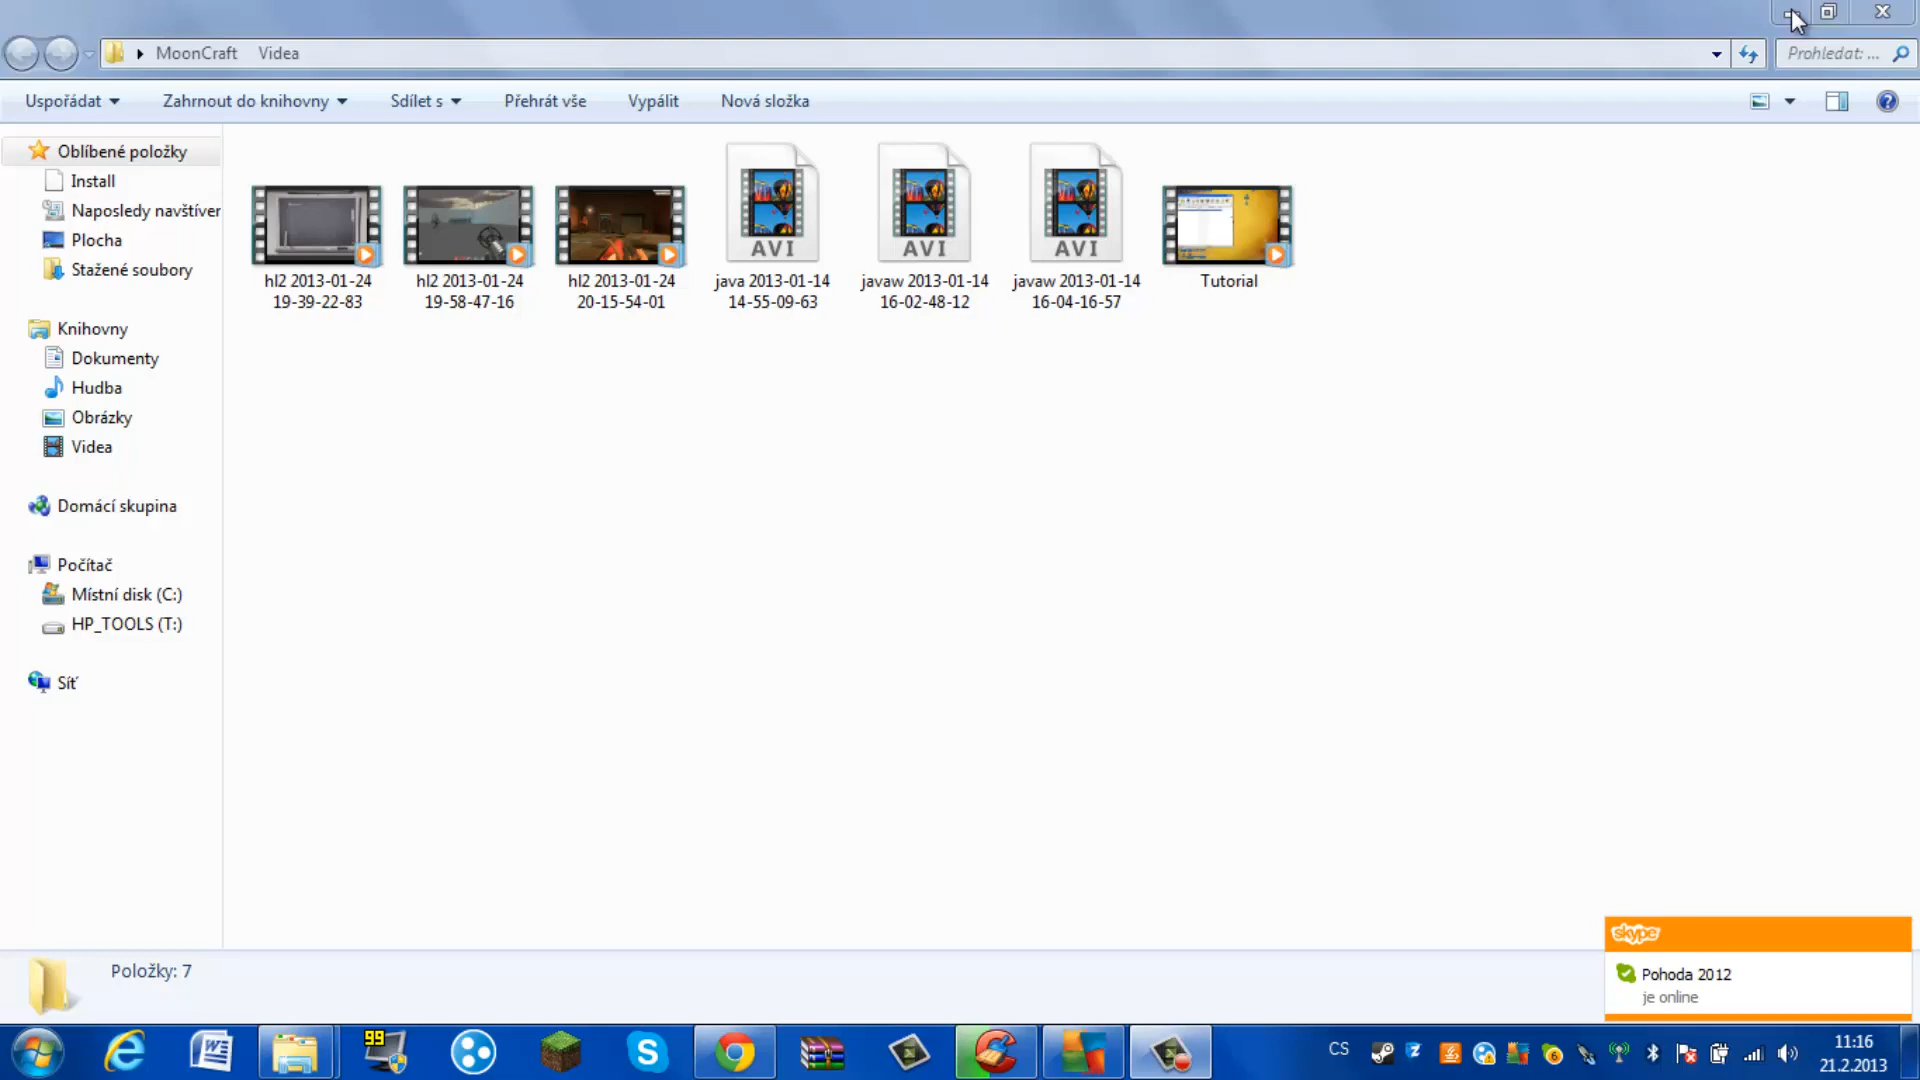 MoonCraft Videa
Prohledat: ...
Uspořádat Zahrnout do knihovny Sdílet s Přehrát vše Vypálit Nová složka
Oblíbené položky
Install
Naposledy navštíver
Plocha
Stažené soubory
Knihovny
Dokumenty
Hudba
Obrázky
Videa
Domácí skupina
Počítač
Místní disk (C:)
HP_TOOLS (T:)
Síť
hl2 2013-01-24
19-39-22-83
hl2 2013-01-24
19-58-47-16
hl2 2013-01-24
20-15-54-01
AVI
java 2013-01-14
14-55-09-63
AVI
javaw 2013-01-14
16-02-48-12
AVI
javaw 2013-01-14
16-04-16-57
Tutorial
Položky: 7
skype
Pohoda 2012
je online
99
CS
11:16
21.2.2013